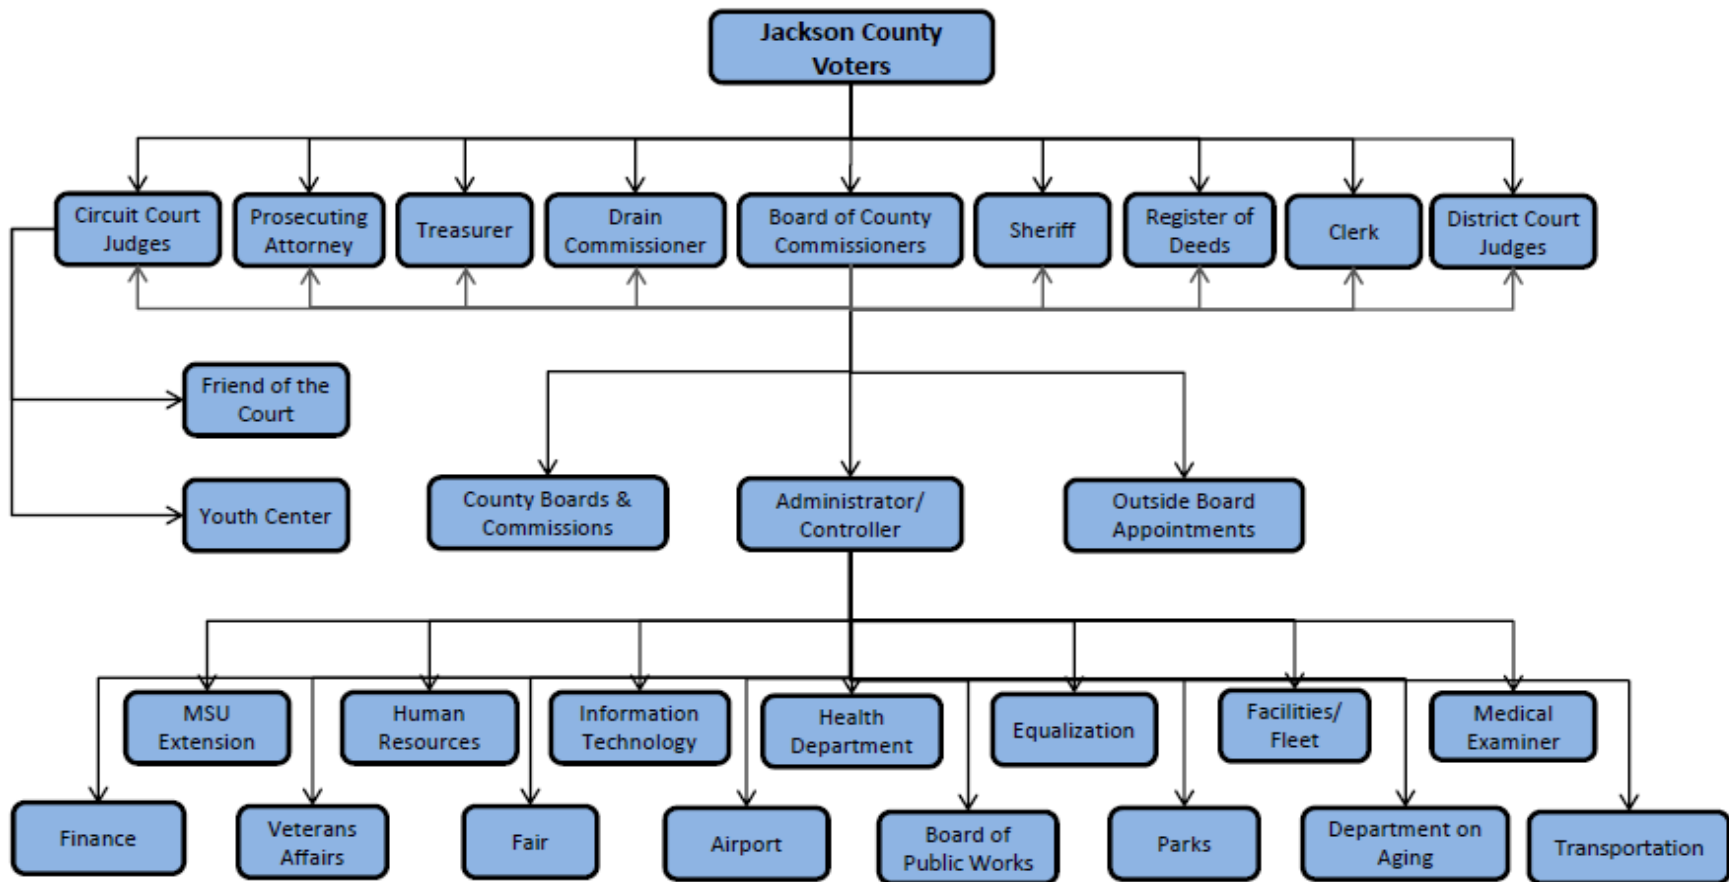 Jackson County
Voters
Circuit Court
Judges
Prosecuting
Attorney
Treasurer
Drain
Commissioner
Board of County
Commissioners
Sheriff
Register of
Deeds
Clerk
District Court
Judges
Friend of the
Court
Youth Center
County Boards &
Commissions
Administrator/
Controller
Outside Board
Appointments
MSU
Extension
Human
Resources
Information
Technology
Health
Department
Equalization
Facilities/
Fleet
Medical
Examiner
Finance
Veterans
Affairs
Fair
Airport
Board of
Public Works
Parks
Department on
Aging
Transportation